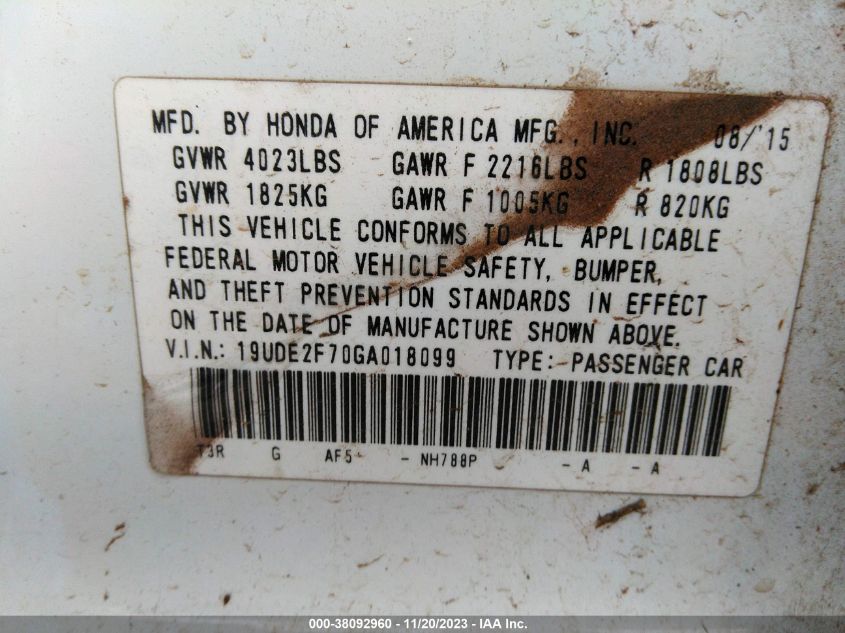 MFD. BY HONDA OF AMERICA MFG., INC. 08/'15
GVWR 4023LBS GAWR F 2216LBS R 1808LBS
GVWR 1825KG GAWR F 1005KG R 820KG
THIS VEHICLE CONFORMS TO ALL APPLICABLE
FEDERAL MOTOR VEHICLE SAFETY, BUMPER,
AND THEFT PREVENTION STANDARDS IN EFFECT
ON THE DATE OF MANUFACTURE SHOWN ABOVE.
V.I.N.: 19UDE2F70GA018099 TYPE: PASSENGER CAR
T3R G AF5 - NH788P - A - A
000-38092960 — 11/20/2023 — IAA Inc.